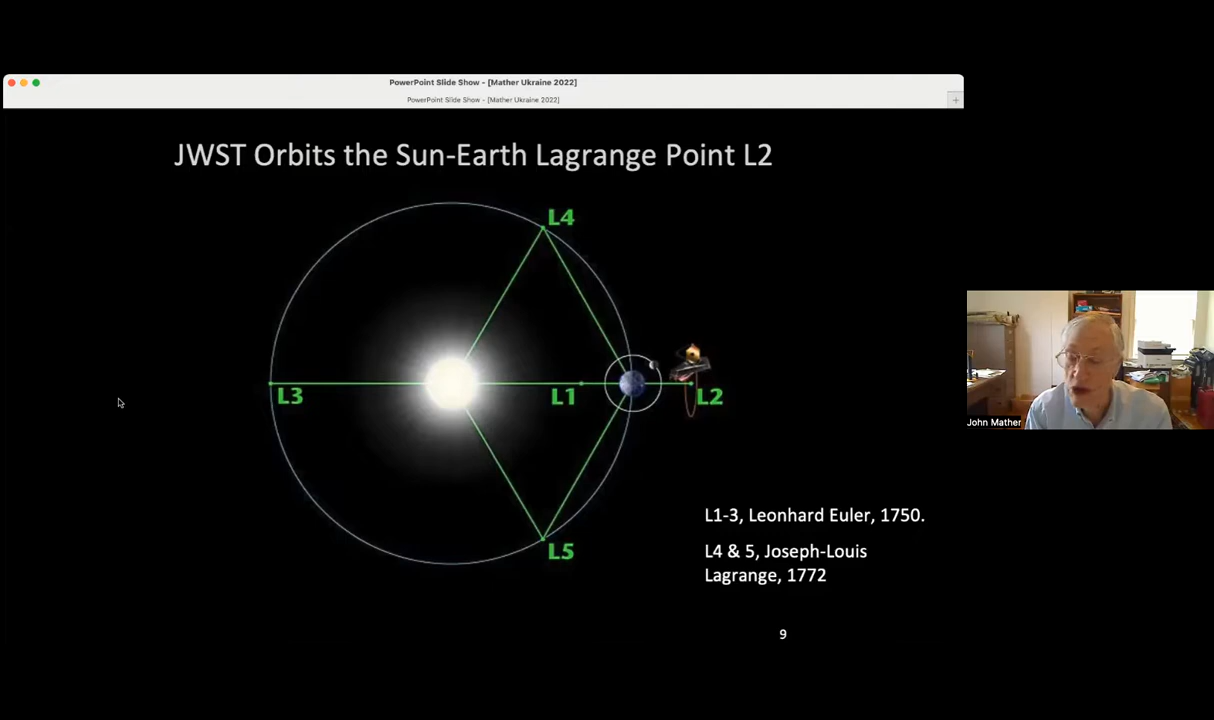 PowerPoint Slide Show - [Mather Ukraine 2022]
PowerPoint Slide Show - [Mather Ukraine 2022]
JWST Orbits the Sun-Earth Lagrange Point L2
L4
L3
L1
L2
L5
L1-3, Leonhard Euler, 1750.
L4 & 5, Joseph-Louis
Lagrange, 1772
9
John Mather